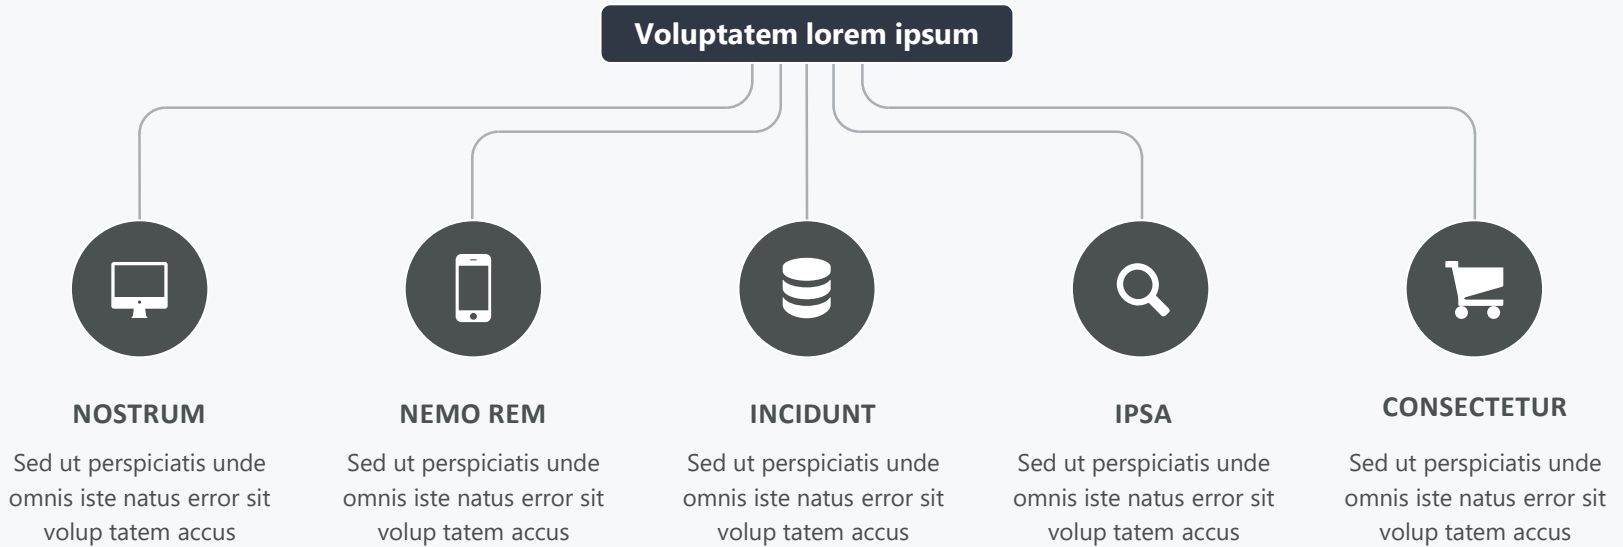 Voluptatem lorem ipsum
NOSTRUM
Sed ut perspiciatis unde
omnis iste natus error sit
volup tatem accus
NEMO REM
Sed ut perspiciatis unde
omnis iste natus error sit
volup tatem accus
INCIDUNT
Sed ut perspiciatis unde
omnis iste natus error sit
volup tatem accus
IPSA
Sed ut perspiciatis unde
omnis iste natus error sit
volup tatem accus
CONSECTETUR
Sed ut perspiciatis unde
omnis iste natus error sit
volup tatem accus